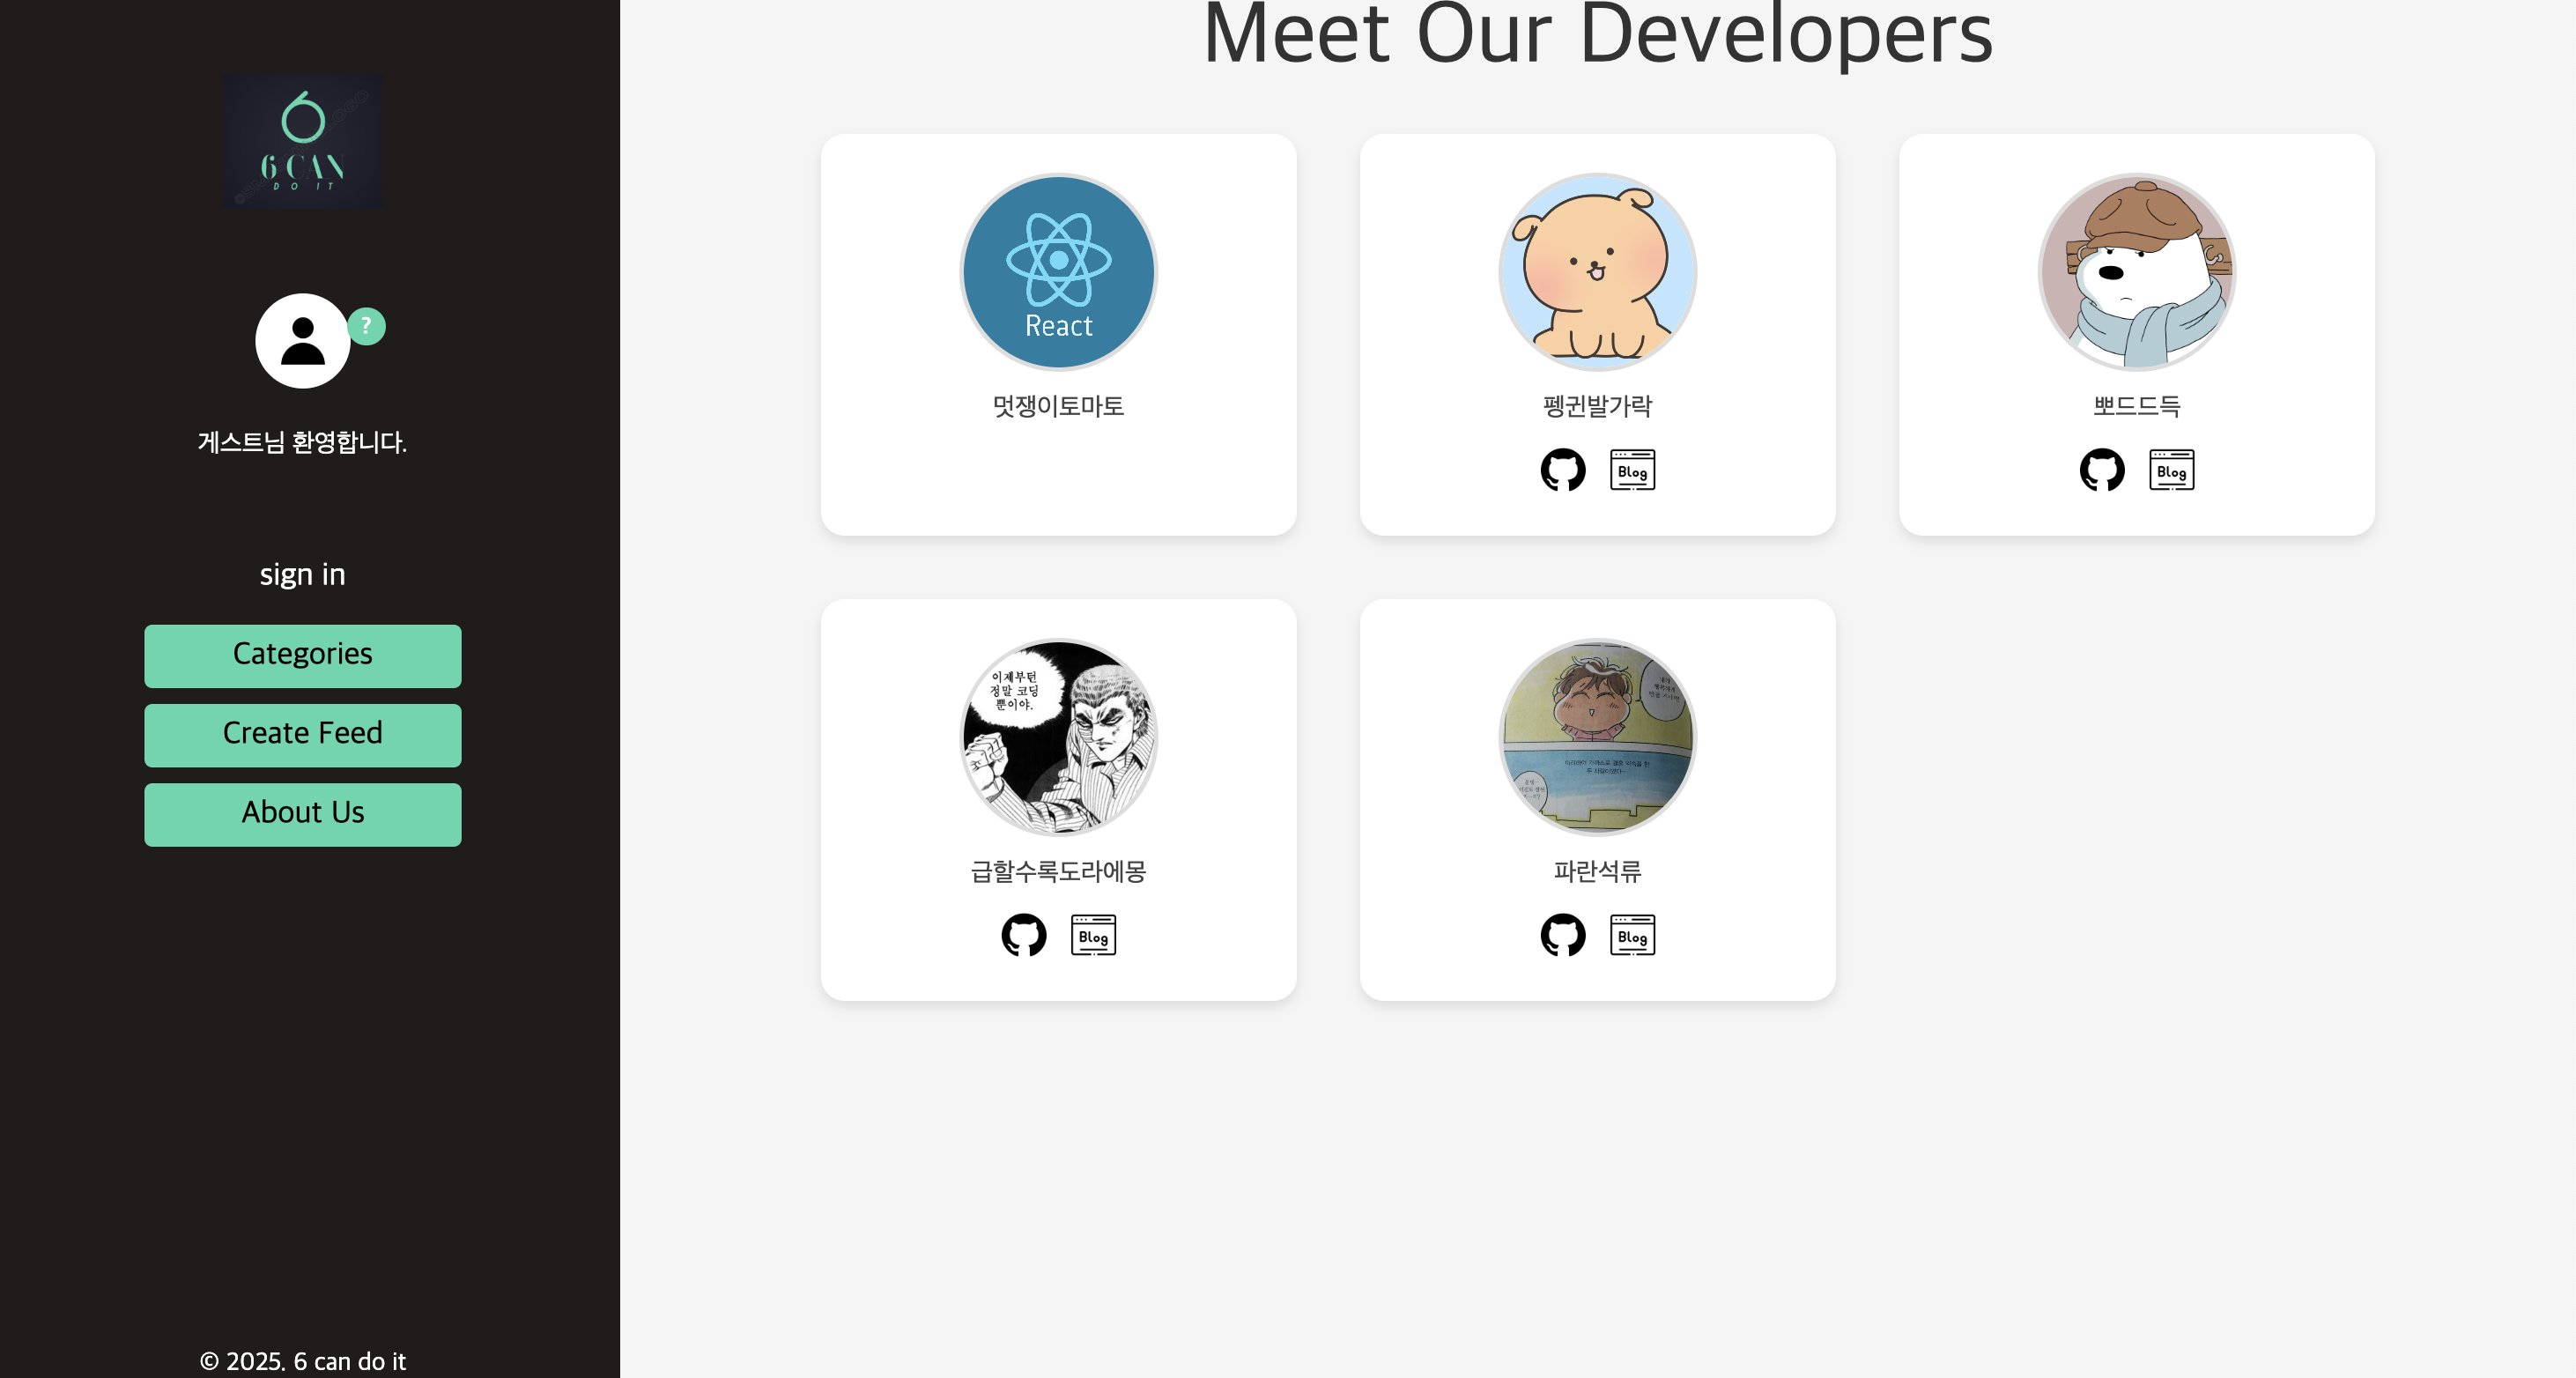 6 CAN
DO IT
?
게스트님 환영합니다.
sign in
Categories
Create Feed
About Us
© 2025. 6 can do it
Meet Our Developers
React
멋쟁이토마토
펭귄발가락
Blog
뽀드드득
Blog
이제부턴
정말 코딩
뿐이야.
급할수록도라에몽
Blog
파란석류
Blog